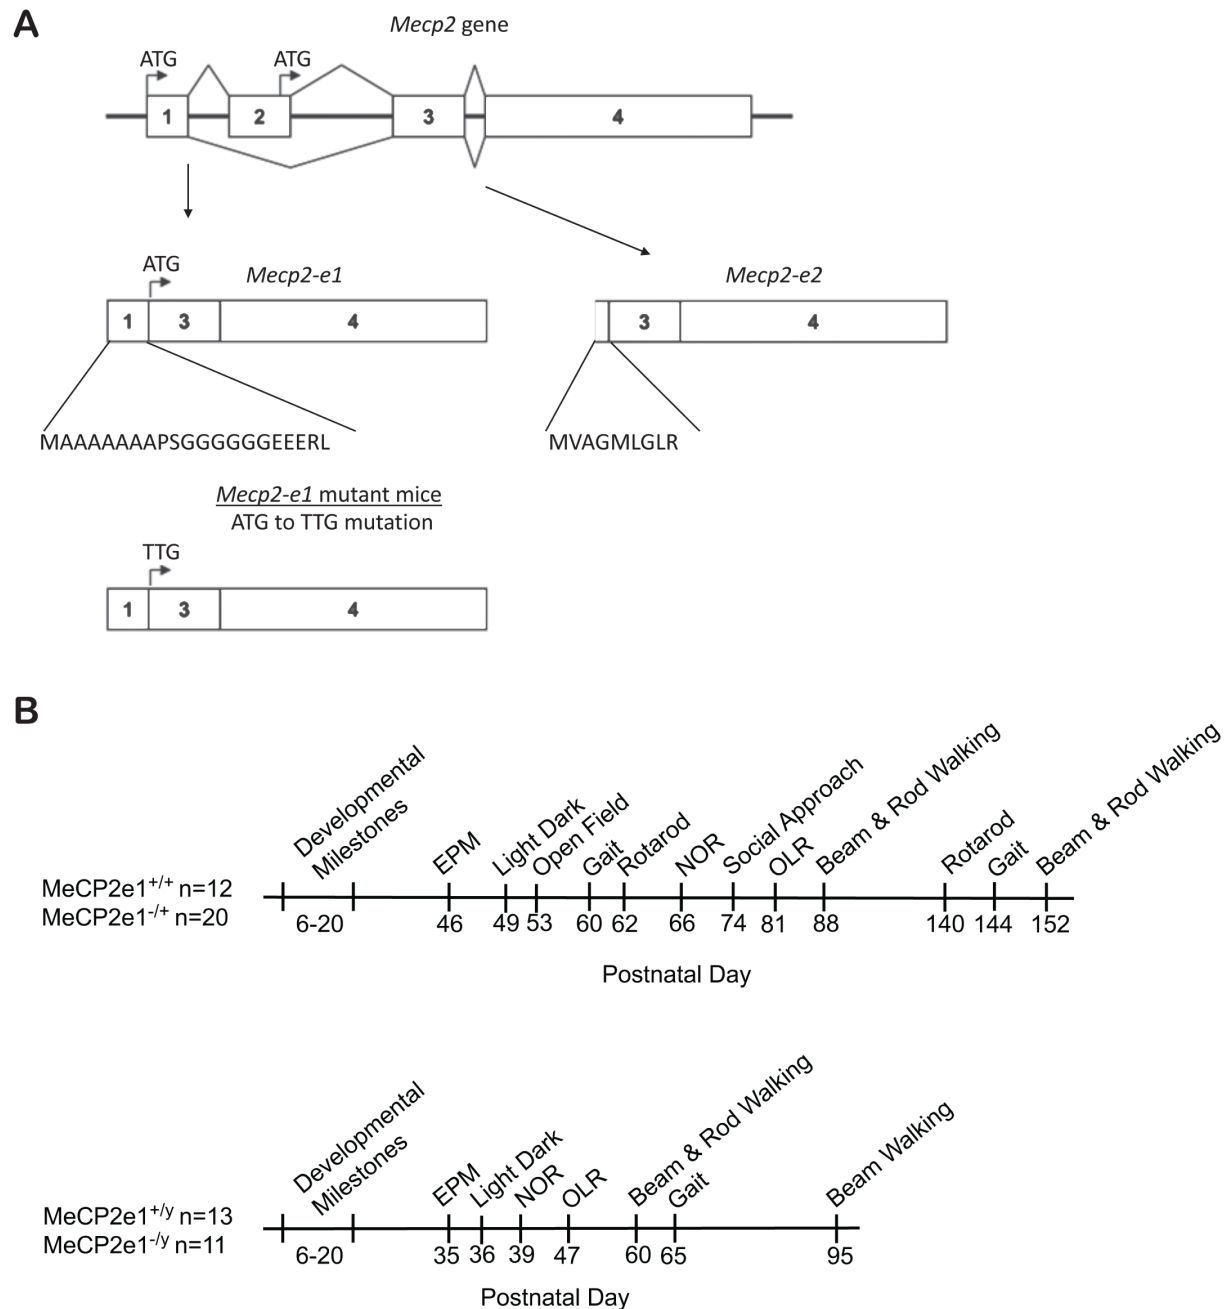 A
Mecp2 gene
ATG
ATG
1
2
3
4
ATG
Mecp2-e1
Mecp2-e2
1
3
4
3
4
MAAAAAAAPSGGGGGGEEERL
MVAGMLGLR
Mecp2-e1 mutant mice
ATG to TTG mutation
TTG
1
3
4
B
Developmental
Milestones
EPM
Light Dark
Open Field
Gait
Rotarod
NOR
Social Approach
OLR
Beam & Rod Walking
Rotarod
Gait
Beam & Rod Walking
MeCP2e1+/+ n=12
MeCP2e1-/+ n=20
6-20
46
49
53
60
62
66
74
81
88
140
144
152
Postnatal Day
Developmental
Milestones
EPM
Light Dark
NOR
OLR
Beam & Rod Walking
Gait
Beam Walking
MeCP2e1+/y n=13
MeCP2e1-/y n=11
6-20
35
36
39
47
60
65
95
Postnatal Day